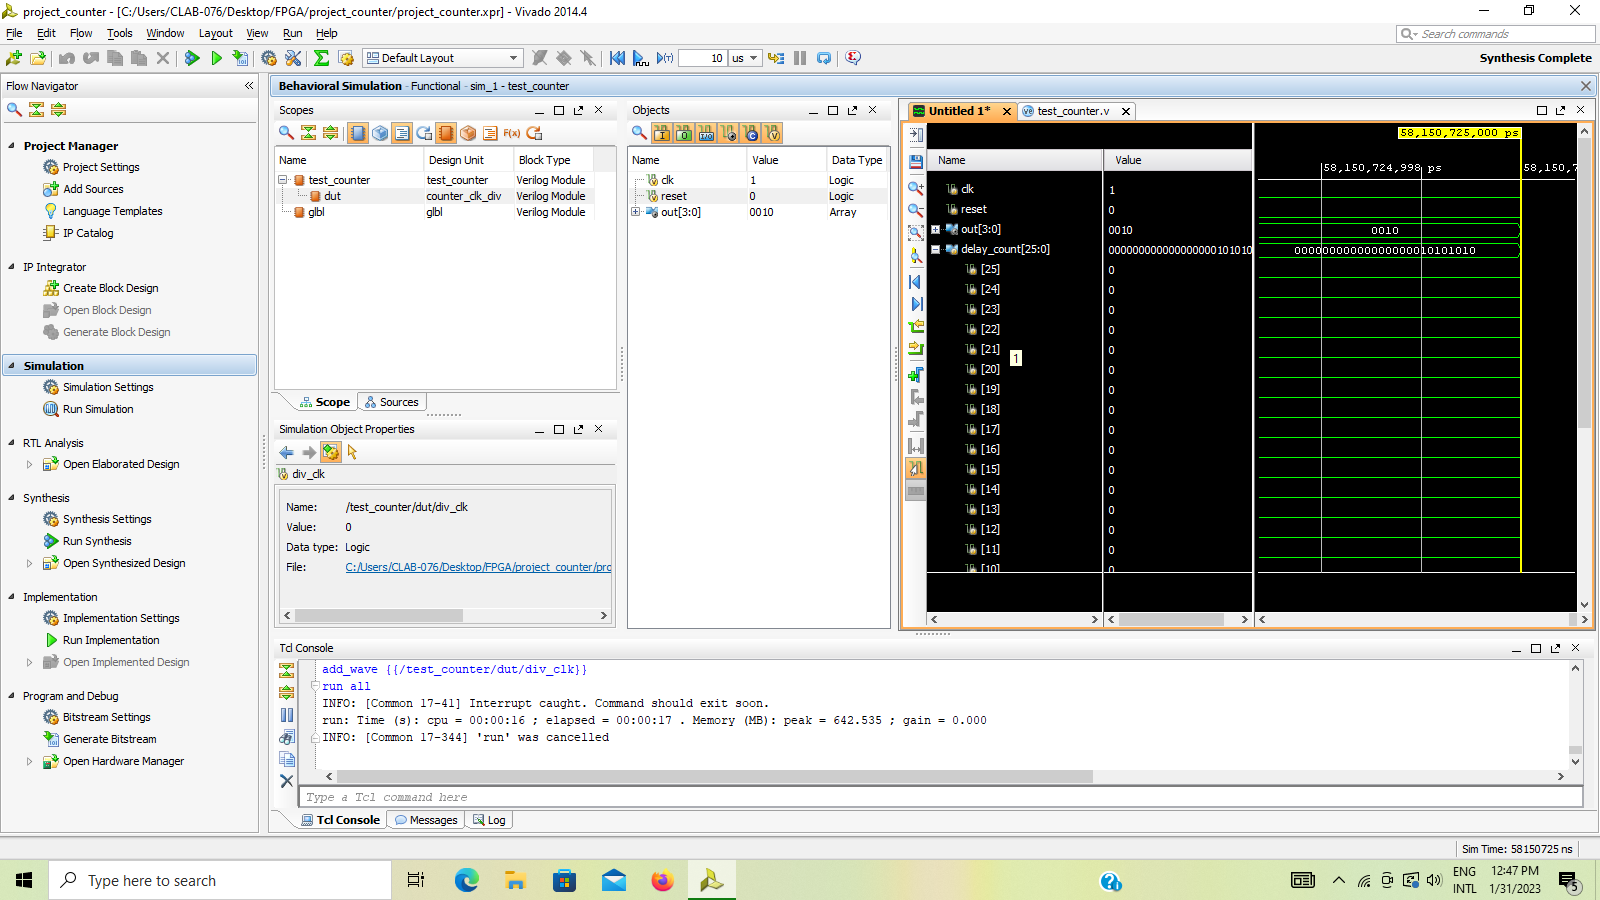 project_counter - [C:/Users/CLAB-076/Desktop/FPGA/project_counter/project_counter.xpr] - Vivado 2014.4
File Edit Flow Tools Window Layout View Run Help
Search commands
Default Layout
10 us
Synthesis Complete
Flow Navigator
Project Manager
Project Settings
Add Sources
Language Templates
IP Catalog
IP Integrator
Create Block Design
Open Block Design
Generate Block Design
Simulation
Simulation Settings
Run Simulation
RTL Analysis
Open Elaborated Design
Synthesis
Synthesis Settings
Run Synthesis
Open Synthesized Design
Implementation
Implementation Settings
Run Implementation
Open Implemented Design
Program and Debug
Bitstream Settings
Generate Bitstream
Open Hardware Manager
Behavioral Simulation - Functional - sim_1 - test_counter
Scopes
Name Design Unit Block Type
test_counter test_counter Verilog Module
dut counter_clk_div Verilog Module
glbl glbl Verilog Module
Scope Sources
Simulation Object Properties
div_clk
Name: /test_counter/dut/div_clk
Value: 0
Data type: Logic
File: C:/Users/CLAB-076/Desktop/FPGA/project_counter/pro
Objects
Name Value Data Type
clk 1 Logic
reset 0 Logic
out[3:0] 0010 Array
Untitled 1* test_counter.v
58,150,725,000 ps
Name Value
58,150,724,998 ps 58,150,7
clk 1
reset 0
out[3:0] 0010 0010
[25] 0
[24] 0
[23] 0
[22] 0
[21] 0
1
[20] 0
[19] 0
[18] 0
[17] 0
[16] 0
[15] 0
[14] 0
[13] 0
[12] 0
[11] 0
[10] 0
Tcl Console
add_wave {{/test_counter/dut/div_clk}}
run all
INFO: [Common 17-41] Interrupt caught. Command should exit soon.
run: Time (s): cpu = 00:00:16 ; elapsed = 00:00:17 . Memory (MB): peak = 642.535 ; gain = 0.000
INFO: [Common 17-344] 'run' was cancelled
Type a Tcl command here
Tcl Console Messages Log
Sim Time: 58150725 ns
Type here to search
ENG
INTL
12:47 PM
1/31/2023
5